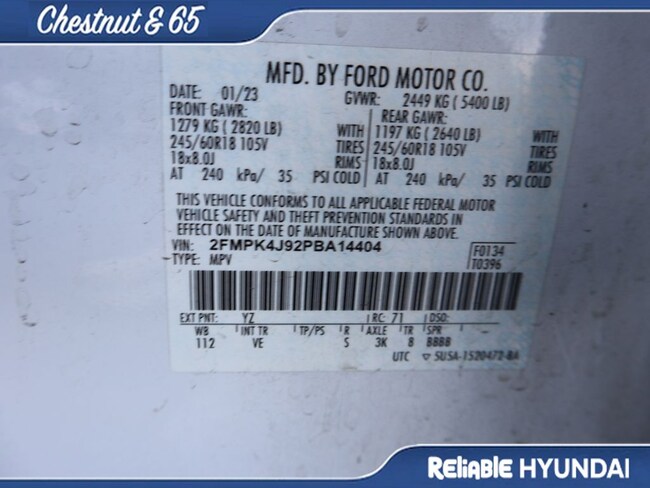 Chestnut & 65
MFD. BY FORD MOTOR CO.
DATE: 01/23 GVWR: 2449 KG ( 5400 LB)
FRONT GAWR: REAR GAWR:
1279 KG ( 2820 LB) WITH 1197 KG ( 2640 LB) WITH
245/60R18 105V TIRES 245/60R18 105V TIRES
18x8.0J RIMS 18x8.0J RIMS
AT 240 kPa/ 35 PSI COLD AT 240 kPa/ 35 PSI COLD
THIS VEHICLE CONFORMS TO ALL APPLICABLE FEDERAL MOTOR
VEHICLE SAFETY AND THEFT PREVENTION STANDARDS IN
EFFECT ON THE DATE OF MANUFACTURE SHOWN ABOVE.
VIN: 2FMPK4J92PBA14404 F0134
TYPE: MPV T0396
EXT PNT: YZ RC: 71 DSO:
WB INT TR TP/PS R AXLE TR SPR
112 VE S 3K 8 BBBB
UTC ▽ 5USA-1520472-BA
Reliable HYUNDAI